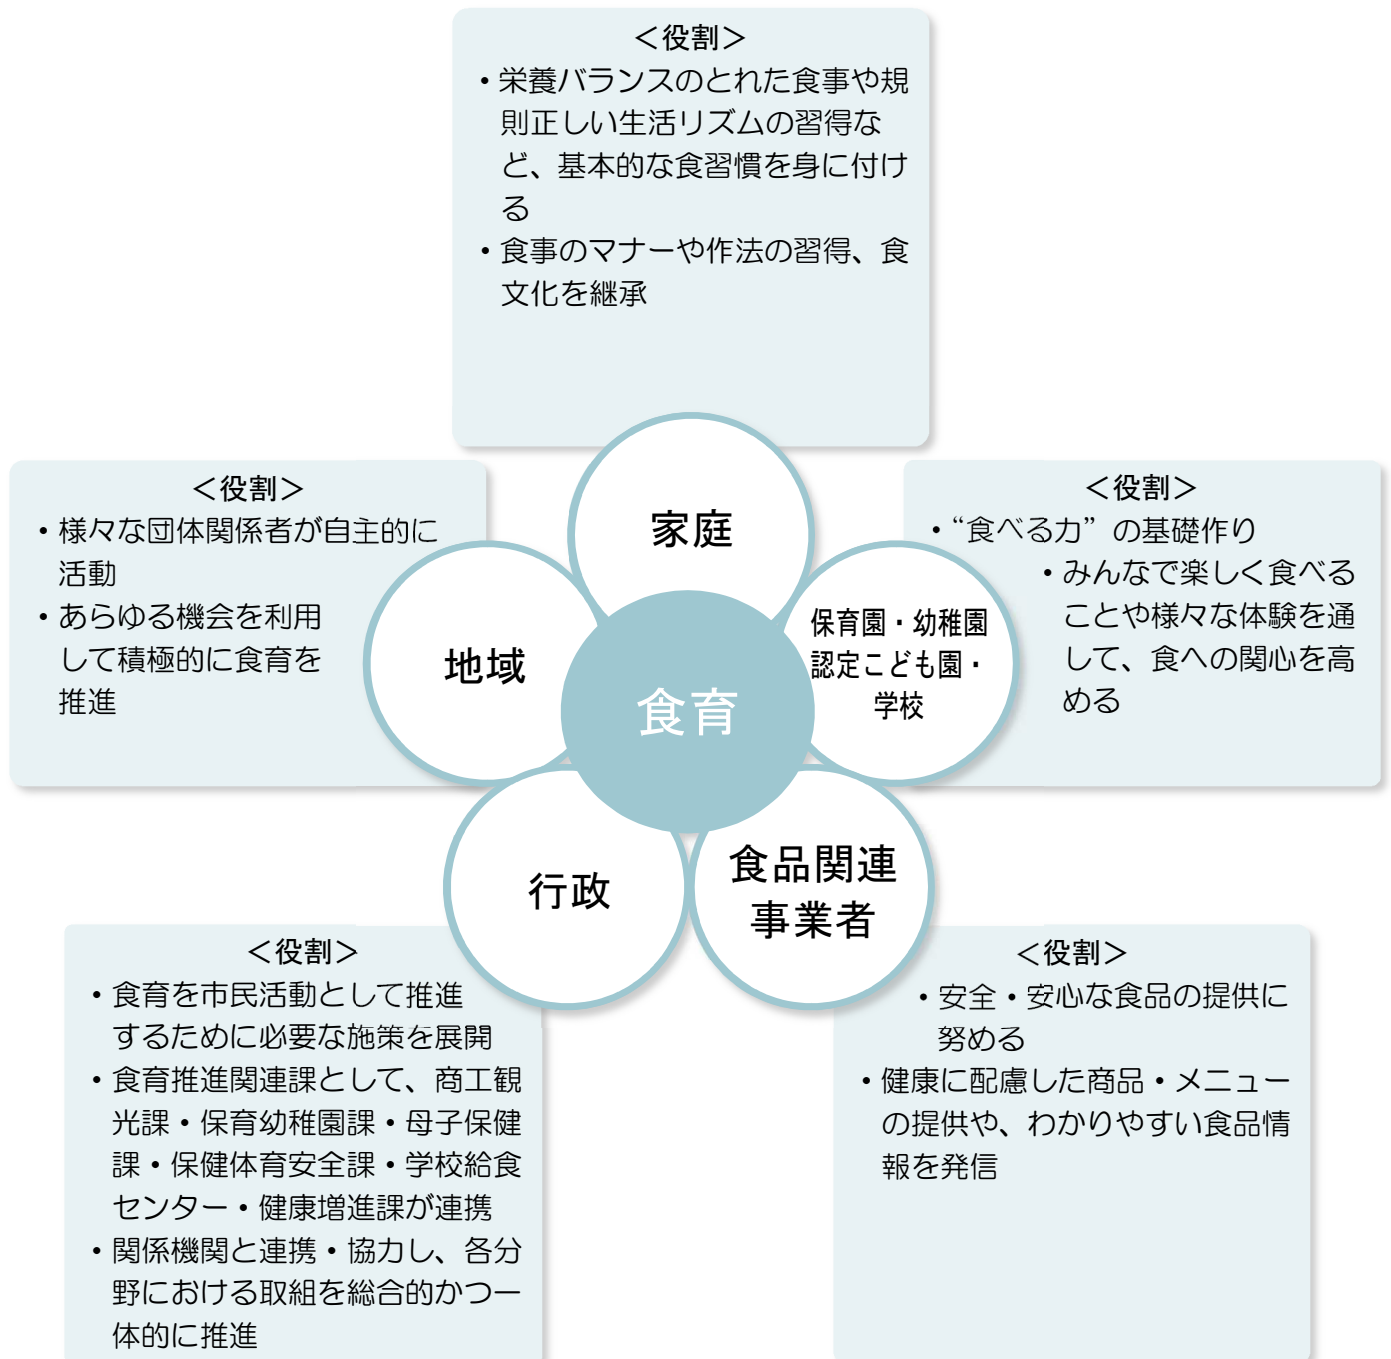 <役割>
・栄養バランスのとれた食事や規
則正しい生活リズムの習得な
ど、基本的な食習慣を身に付け
る
・食事のマナーや作法の習得、食
文化を継承
家庭
<役割>
・様々な団体関係者が自主的に
活動
・あらゆる機会を利用
して積極的に食育を
推進
地域
<役割>
・“食べる力”の基礎作り
・みんなで楽しく食べる
ことや様々な体験を通
して、食への関心を高
める
保育園・幼稚園
認定こども園・
学校
食育
行政
<役割>
・食育を市民活動として推進
するために必要な施策を展開
・食育推進関連課として、商工観
光課・保育幼稚園課・母子保健
課・保健体育安全課・学校給食
センター・健康増進課が連携
・関係機関と連携・協力し、各分
野における取組を総合的かつ一
体的に推進
食品関連
事業者
<役割>
・安全・安心な食品の提供に
努める
・健康に配慮した商品・メニュー
の提供や、わかりやすい食品情
報を発信